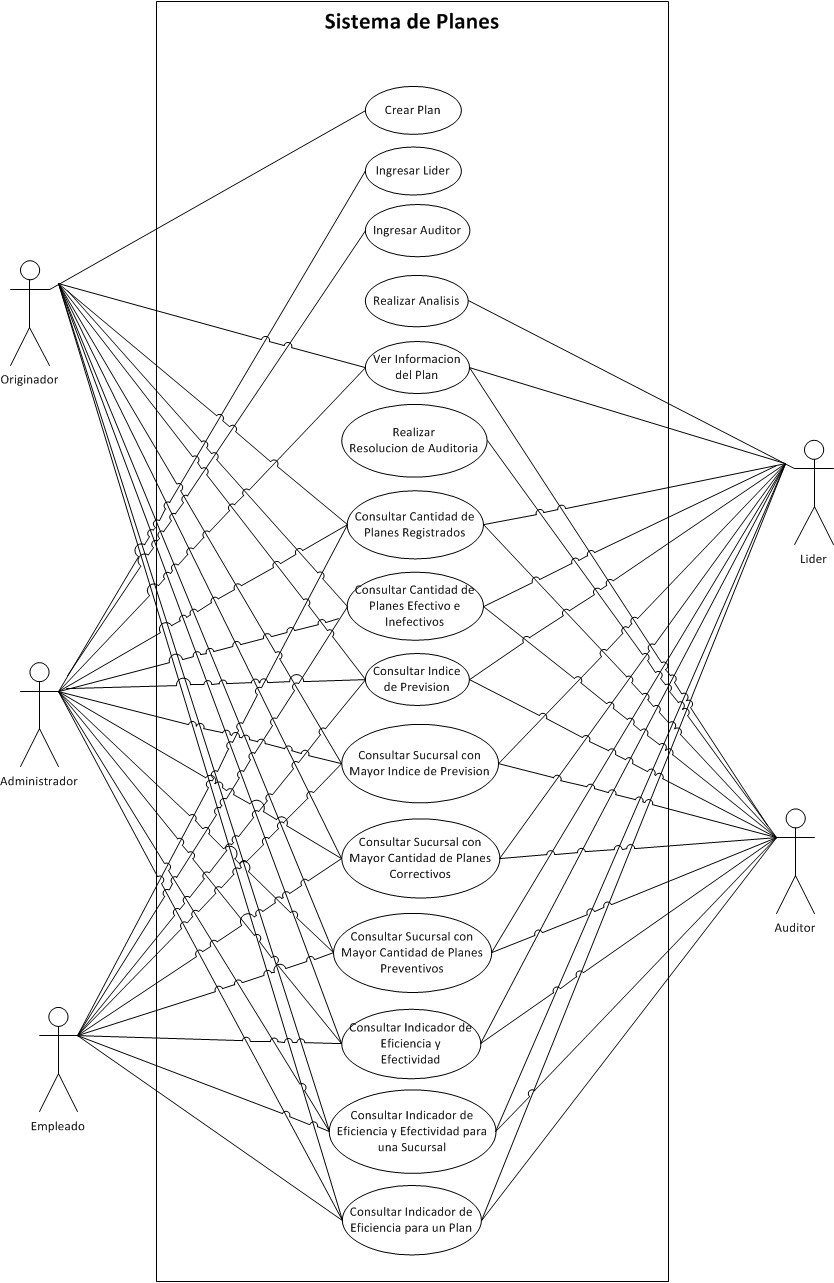 Sistema de Planes
Crear Plan
Ingresar Lider
Ingresar Auditor
Realizar Analisis
Originador
Ver Informacion
del Plan
Realizar
Resolucion de Auditoria
Lider
Consultar Cantidad de
Planes Registrados
Consultar Cantidad de
Planes Efectivo e
Inefectivos
Consultar Indice
de Prevision
Administrador
Consultar Sucursal con
Mayor Indice de Prevision
Consultar Sucursal con
Mayor Cantidad de Planes
Correctivos
Auditor
Consultar Sucursal con
Mayor Cantidad de Planes
Preventivos
Consultar Indicador de
Eficiencia y
Efectividad
Empleado
Consultar Indicador de
Eficiencia y Efectividad para
una Sucursal
Consultar Indicador de
Eficiencia para un Plan